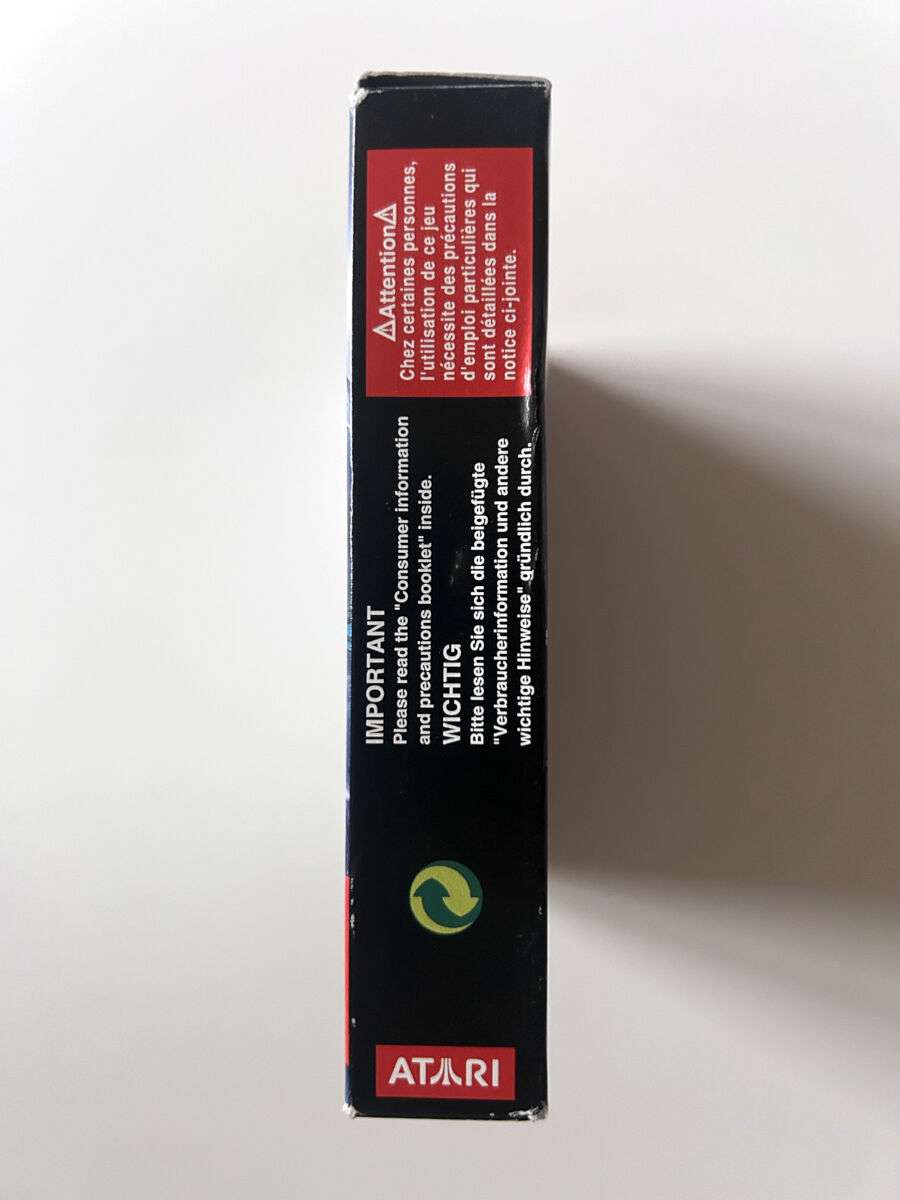 ⚠Attention⚠
Chez certaines personnes,
l'utilisation de ce jeu
nécessite des précautions
d'emploi particulières qui
sont détaillées dans la
notice ci-jointe.
IMPORTANT
Please read the "Consumer information
and precautions booklet" inside.
WICHTIG
Bitte lesen Sie sich die beigefügte
"Verbraucherinformation und andere
wichtige Hinweise" gründlich durch.
ATARI